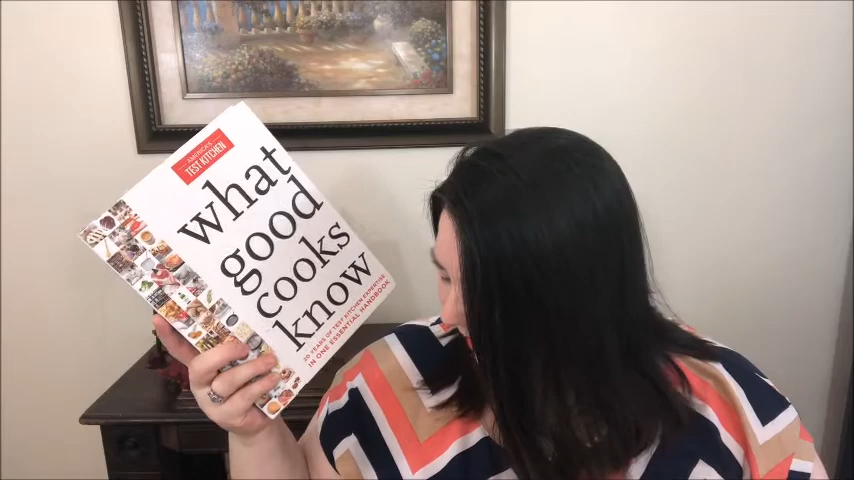 AMERICA'S
TEST KITCHEN
what
good
cooks
know
20 YEARS OF TEST KITCHEN EXPERTISE
IN ONE ESSENTIAL HANDBOOK